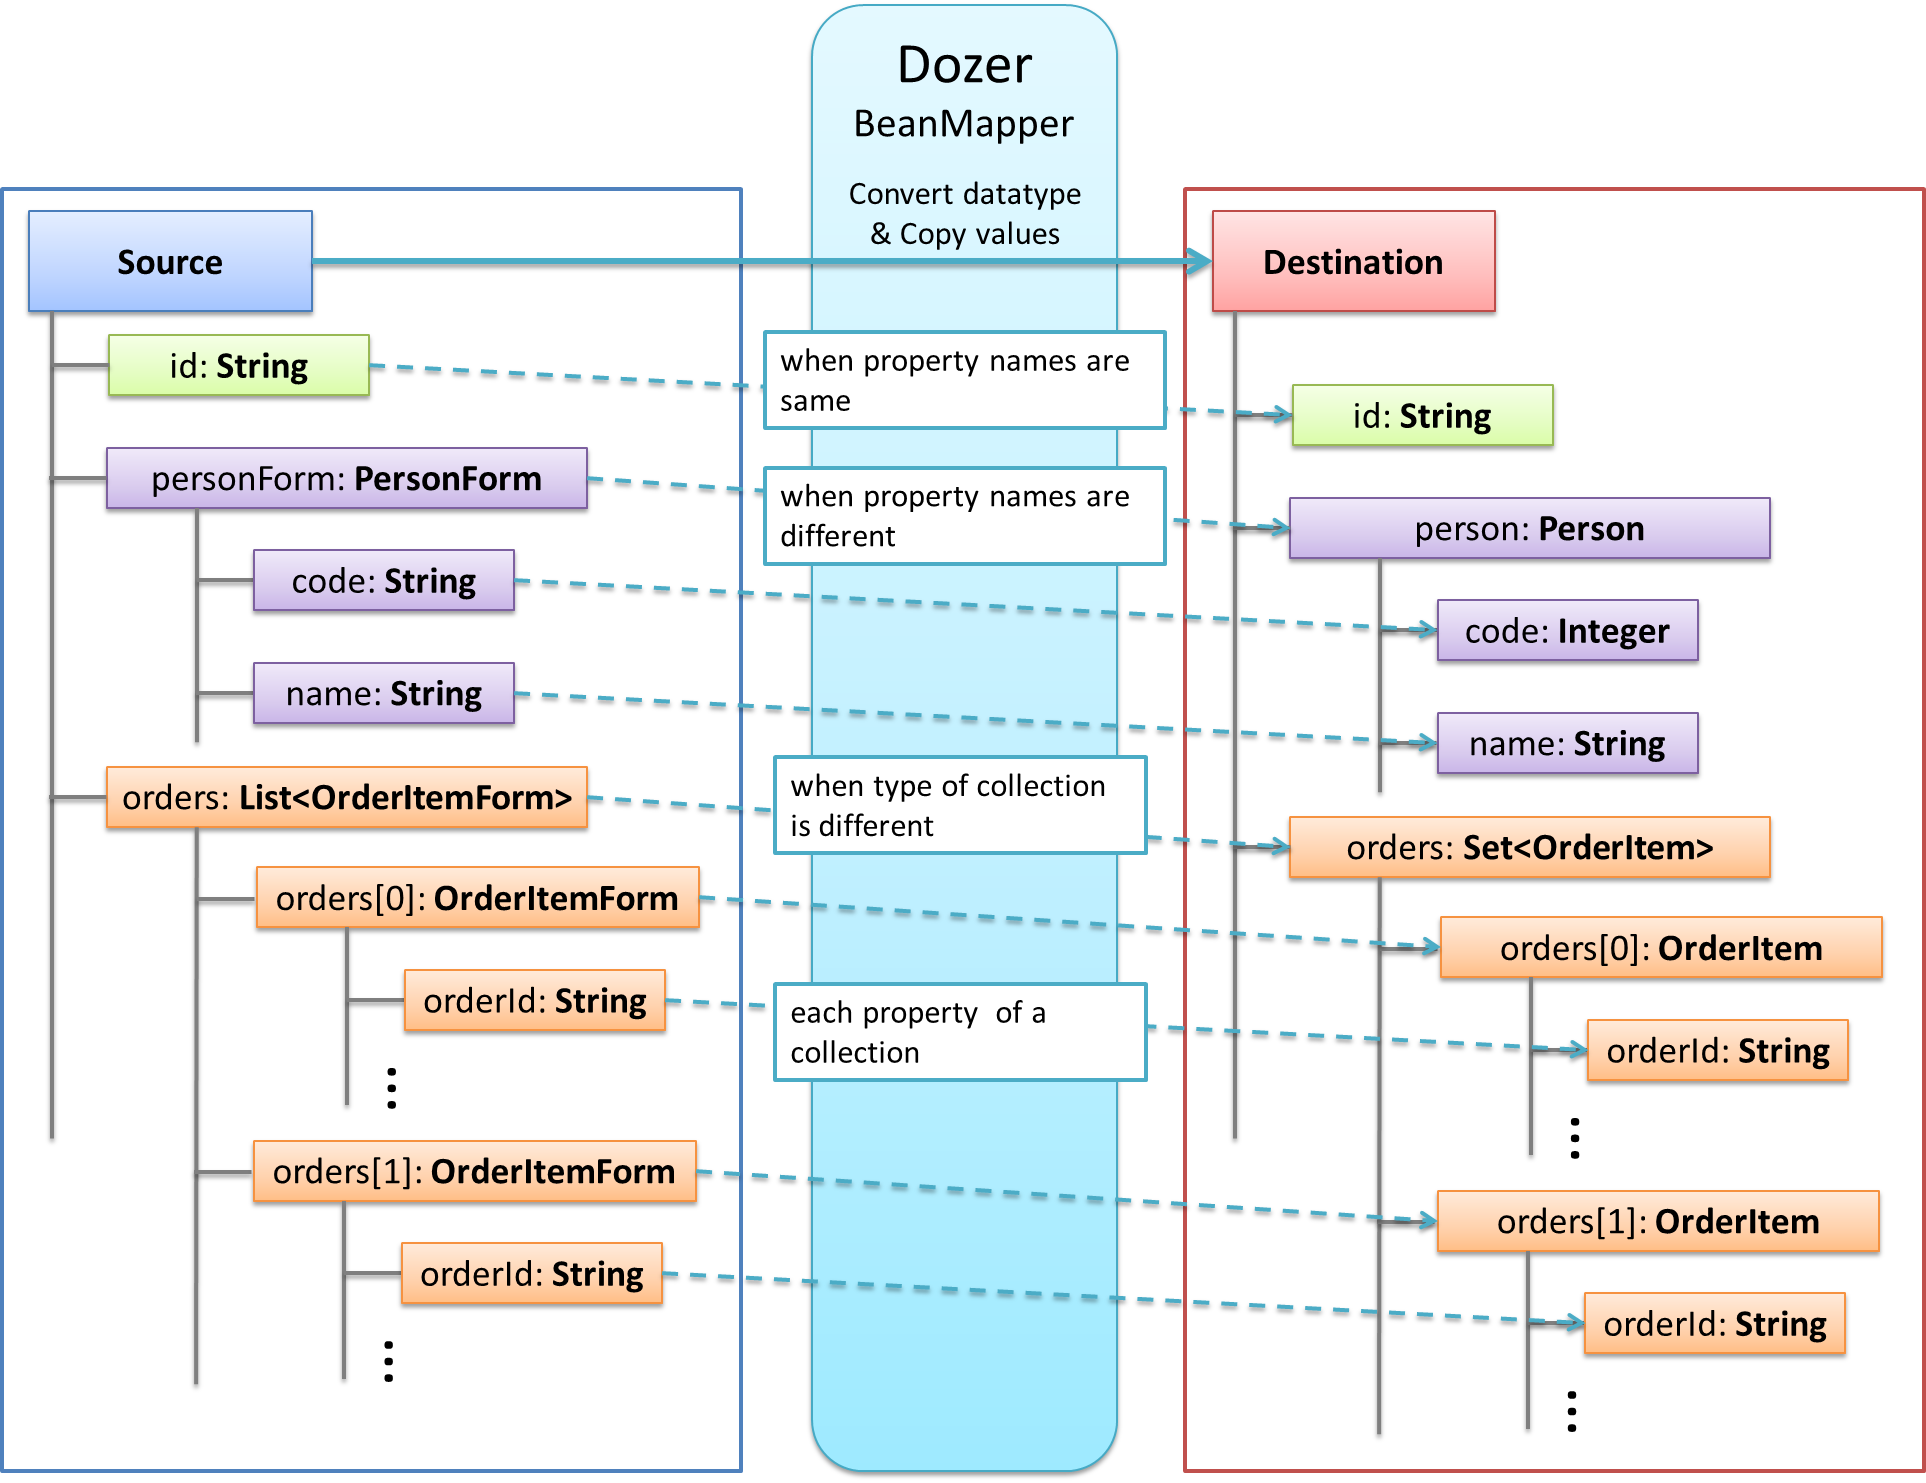 Dozer
BeanMapper
Convert datatype
& Copy values
Source
id: String
personForm: PersonForm
code: String
name: String
orders: List<OrderItemForm>
orders[0]: OrderItemForm
orderId: String
orders[1]: OrderItemForm
orderId: String
when property names are
same
when property names are
different
when type of collection
is different
each property of a
collection
Destination
id: String
person: Person
code: Integer
name: String
orders: Set<OrderItem>
orders[0]: OrderItem
orderId: String
orders[1]: OrderItem
orderId: String